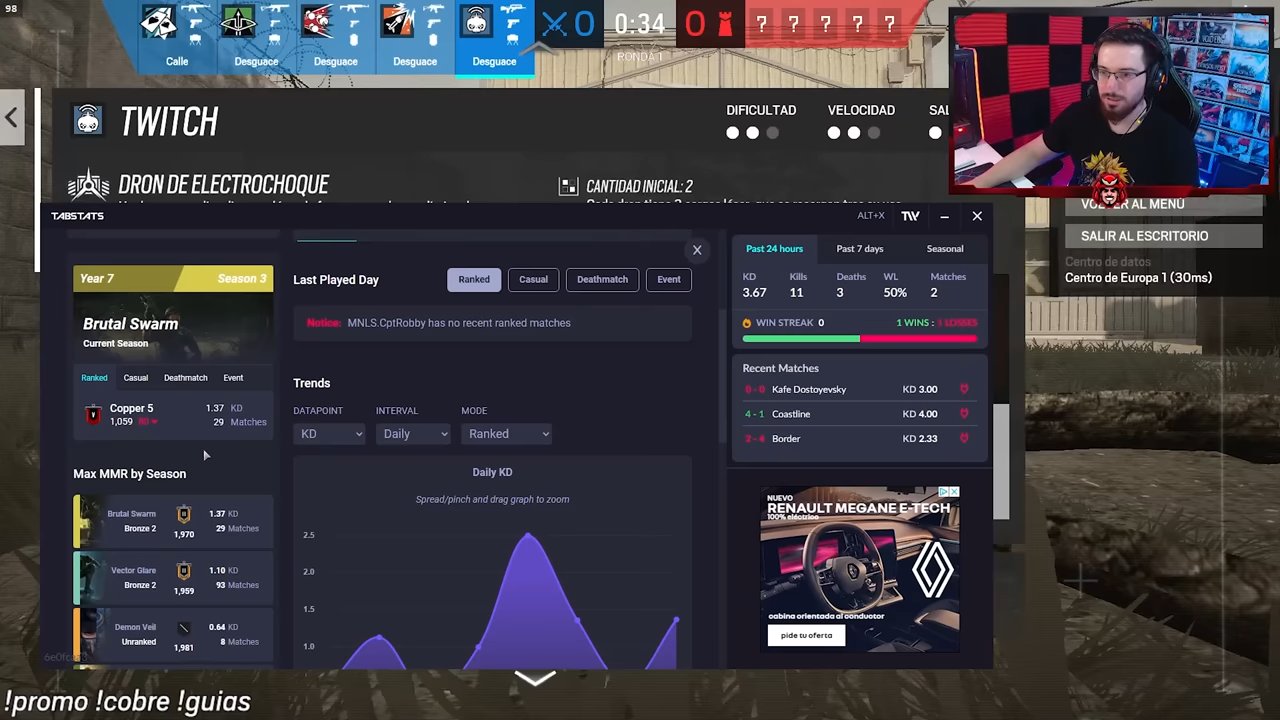 98
0
0:34
0
RONDA 1
? ? ? ? ?
Calle
Desguace
Desguace
Desguace
Desguace
TWITCH
DIFICULTAD
VELOCIDAD
DRON DE ELECTROCHOQUE
CANTIDAD INICIAL: 2
VOLVER AL MENÚ
SALIR AL ESCRITORIO
Centro de datos
Centro de Europa 1 (30ms)
TABSTATS
ALT+X
Year 7
Season 3
Brutal Swarm
Current Season
Ranked
Casual
Deathmatch
Event
Copper 5
1.37 KD
1,059
29 Matches
Max MMR by Season
Brutal Swarm
1.37 KD
Bronze 2
1,970
29 Matches
Vector Glare
1.10 KD
Bronze 2
1,959
93 Matches
Demon Veil
0.64 KD
Unranked
1,981
8 Matches
Last Played Day
Ranked
Casual
Deathmatch
Event
Notice: MNLS.CptRobby has no recent ranked matches
Trends
DATAPOINT
INTERVAL
MODE
KD
Daily
Ranked
Daily KD
Spread/pinch and drag graph to zoom
2.5
2.0
1.5
1.0
Past 24 hours
Past 7 days
Seasonal
KD
Kills
Deaths
WL
Matches
3.67
11
3
50%
2
WIN STREAK 0
1 WINS : 1 LOSSES
Recent Matches
0 - 0 Kafe Dostoyevsky KD 3.00
4 - 1 Coastline KD 4.00
2 - 4 Border KD 2.33
NUEVO
RENAULT MEGANE E-TECH
100% eléctrico
cabina orientada al conductor
pide tu oferta
!promo !cobre !guias